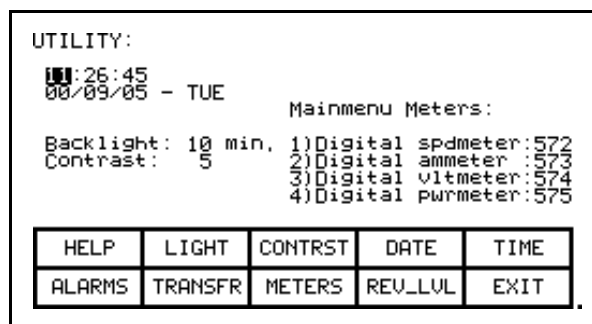 UTILITY:
11:26:45
00/09/05 - TUE
Mainmenu Meters:
Backlight: 10 min. 1)Digital spdmeter:572
Contrast: 5 2)Digital ammeter :573
3)Digital vltmeter:574
4)Digital pwrmeter:575
HELP LIGHT CONTRST DATE TIME
ALARMS TRANSFR METERS REV_LVL EXIT